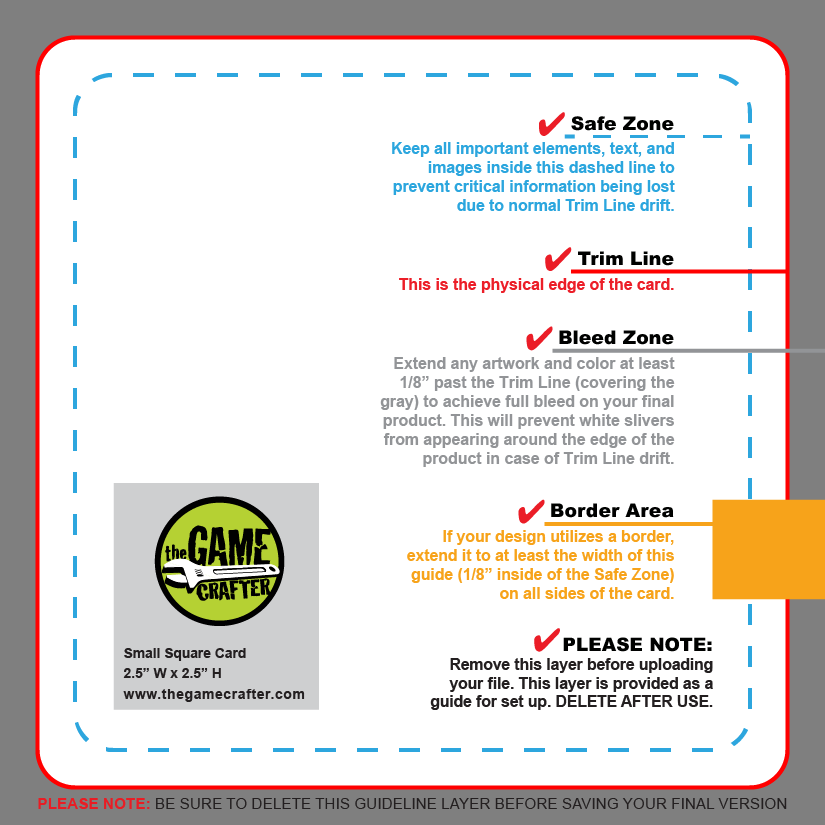 Safe Zone
Keep all important elements, text, and
images inside this dashed line to
prevent critical information being lost
due to normal Trim Line drift.
Trim Line
This is the physical edge of the card.
Bleed Zone
Extend any artwork and color at least
1/8” past the Trim Line (covering the
gray) to achieve full bleed on your final
product. This will prevent white slivers
from appearing around the edge of the
product in case of Trim Line drift.
Border Area
If your design utilizes a border,
extend it to at least the width of this
guide (1/8” inside of the Safe Zone)
on all sides of the card.
the GAME
CRAFTER
Small Square Card
2.5” W x 2.5” H
www.thegamecrafter.com
PLEASE NOTE:
Remove this layer before uploading
your file. This layer is provided as a
guide for set up. DELETE AFTER USE.
PLEASE NOTE: BE SURE TO DELETE THIS GUIDELINE LAYER BEFORE SAVING YOUR FINAL VERSION